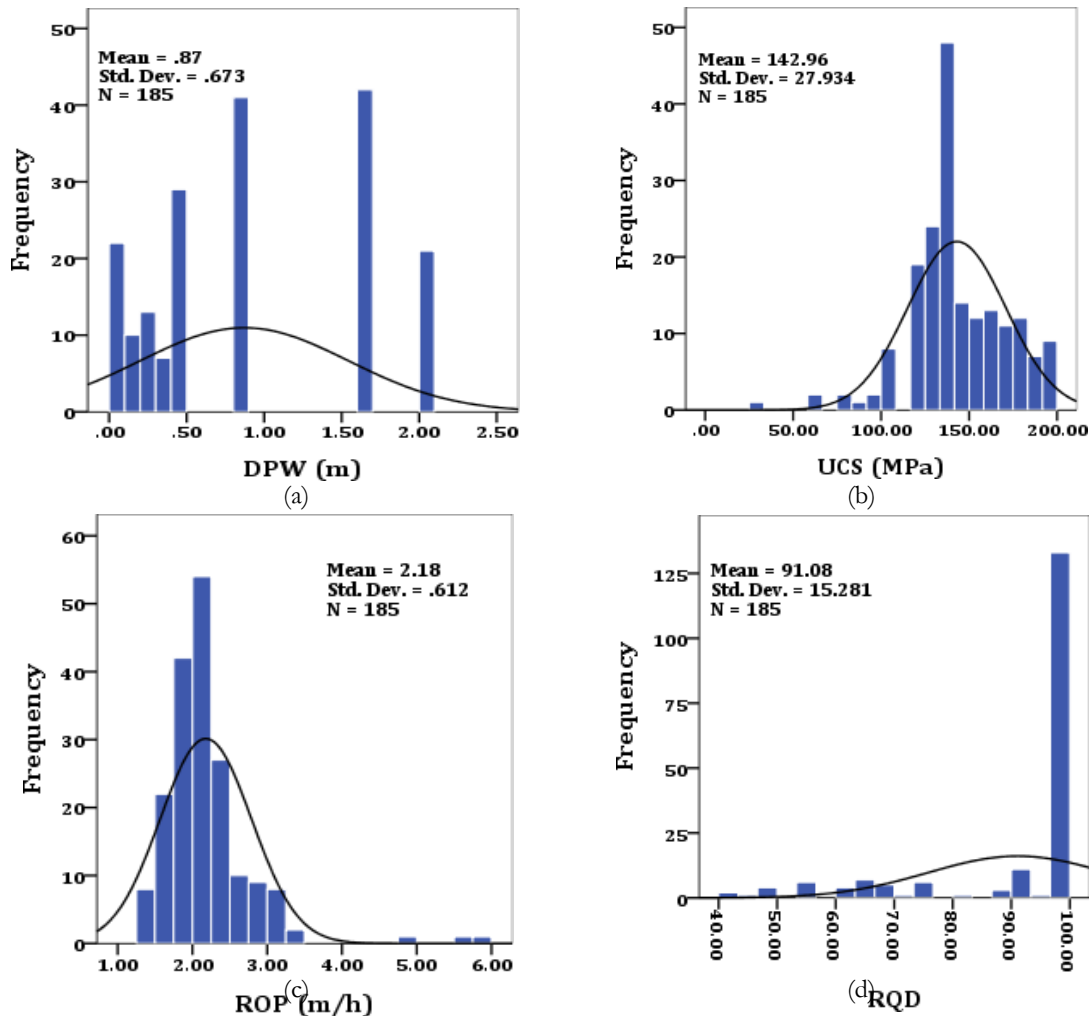 Mean = .87
Std. Dev. = .673
N = 185
50
40
30
20
10
0
Frequency
.00 .50 1.00 1.50 2.00 2.50
DPW (m)
(a)
Mean = 142.96
Std. Dev. = 27.934
N = 185
50
40
30
20
10
0
Frequency
.00 50.00 100.00 150.00 200.00
UCS (MPa)
(b)
Mean = 2.18
Std. Dev. = .612
N = 185
60
50
40
30
20
10
0
Frequency
1.00 2.00 3.00 4.00 5.00 6.00
ROP (m/h)
(c)
Mean = 91.08
Std. Dev. = 15.281
N = 185
125
100
75
50
25
0
Frequency
40.00 50.00 60.00 70.00 80.00 90.00 100.00
RQD
(d)